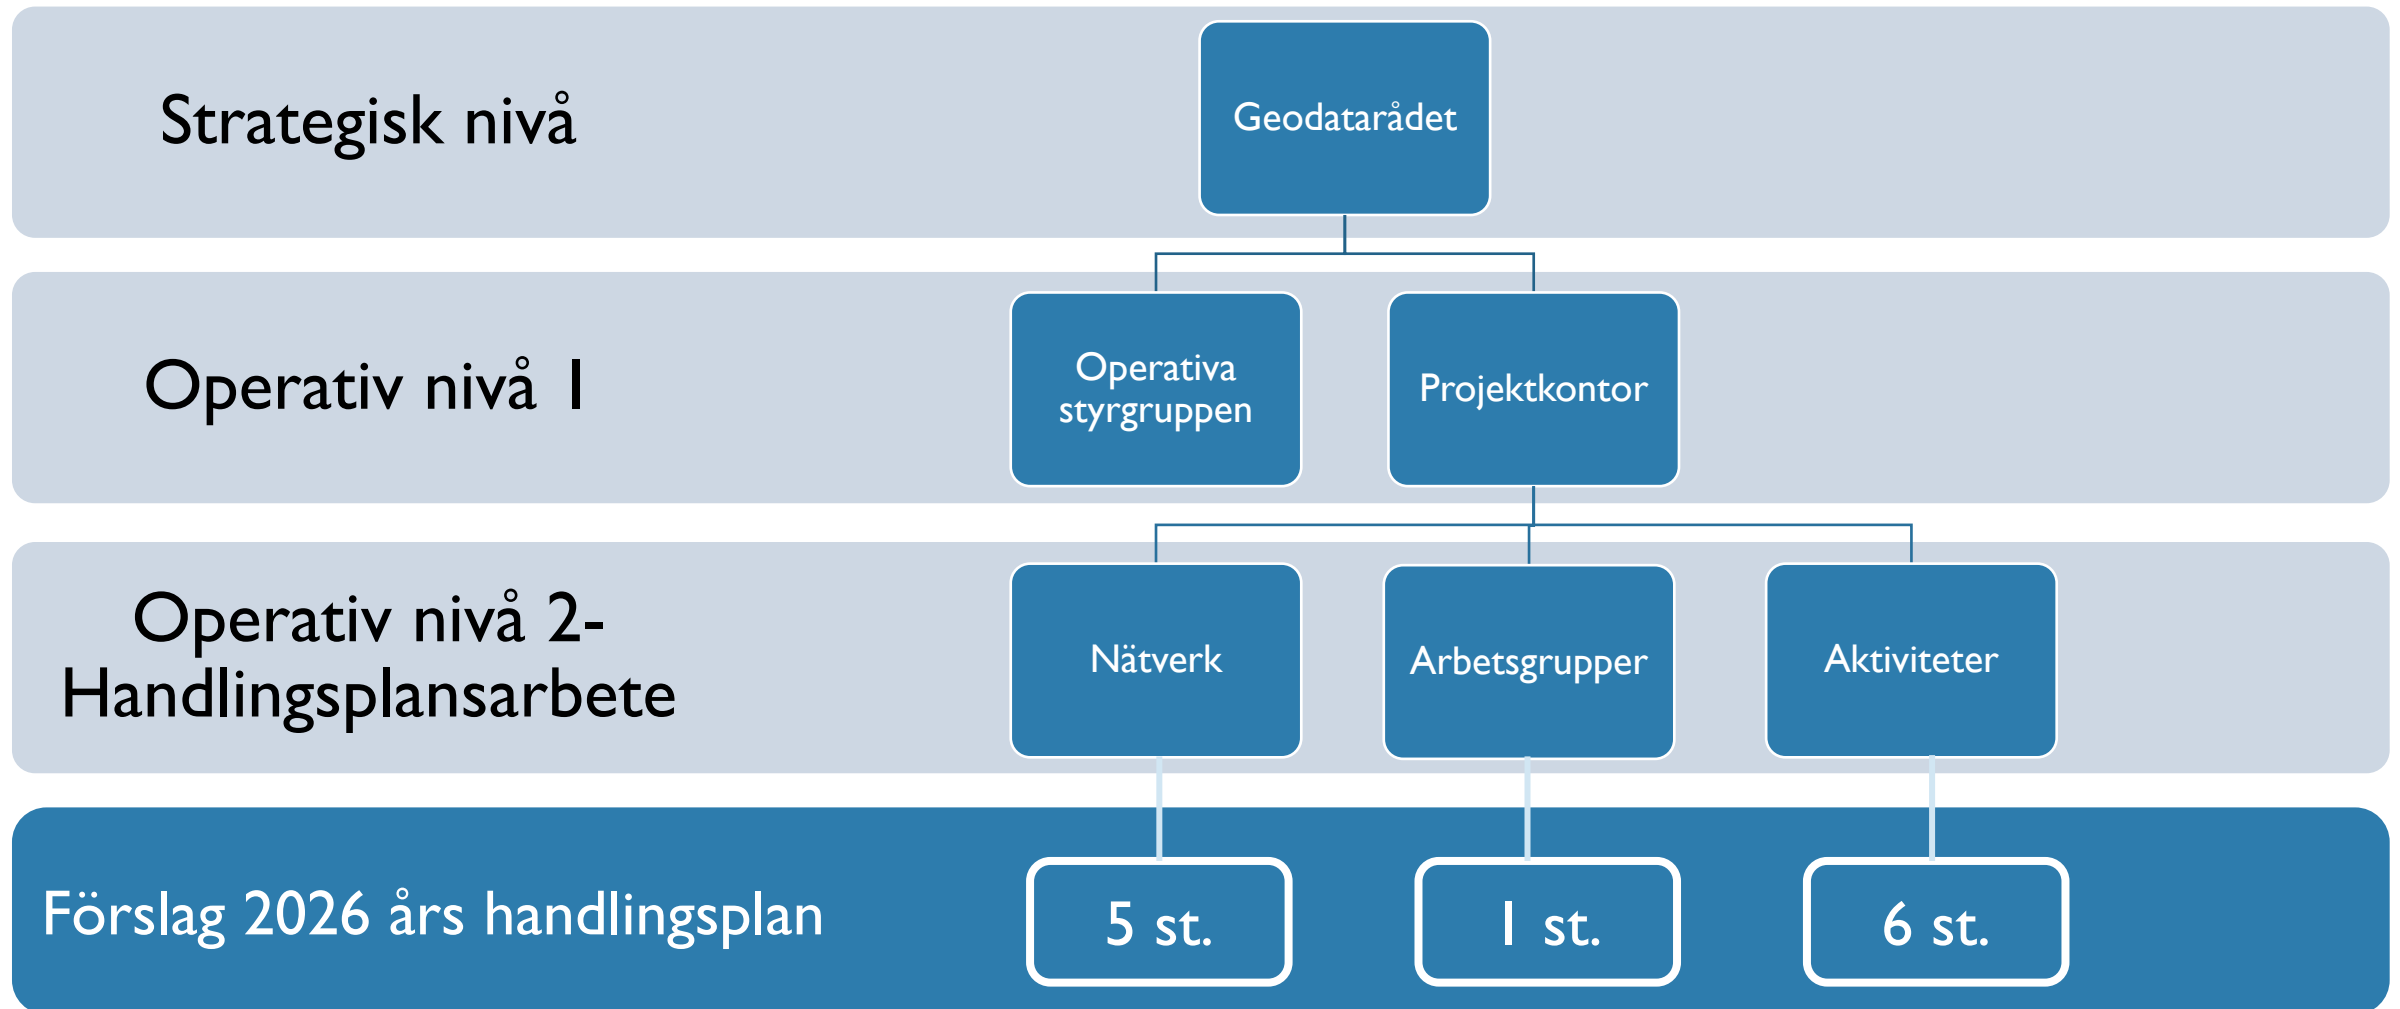 Strategisk nivå
Geodatarådet
Operativ nivå 1
Operativa
styrgruppen
Projektkontor
Operativ nivå 2-
Handlingsplansarbete
Nätverk
Arbetsgrupper
Aktiviteter
Förslag 2026 års handlingsplan
5 st.
1 st.
6 st.